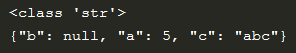 <class 'str'>
{"b": null, "a": 5, "c": "abc"}